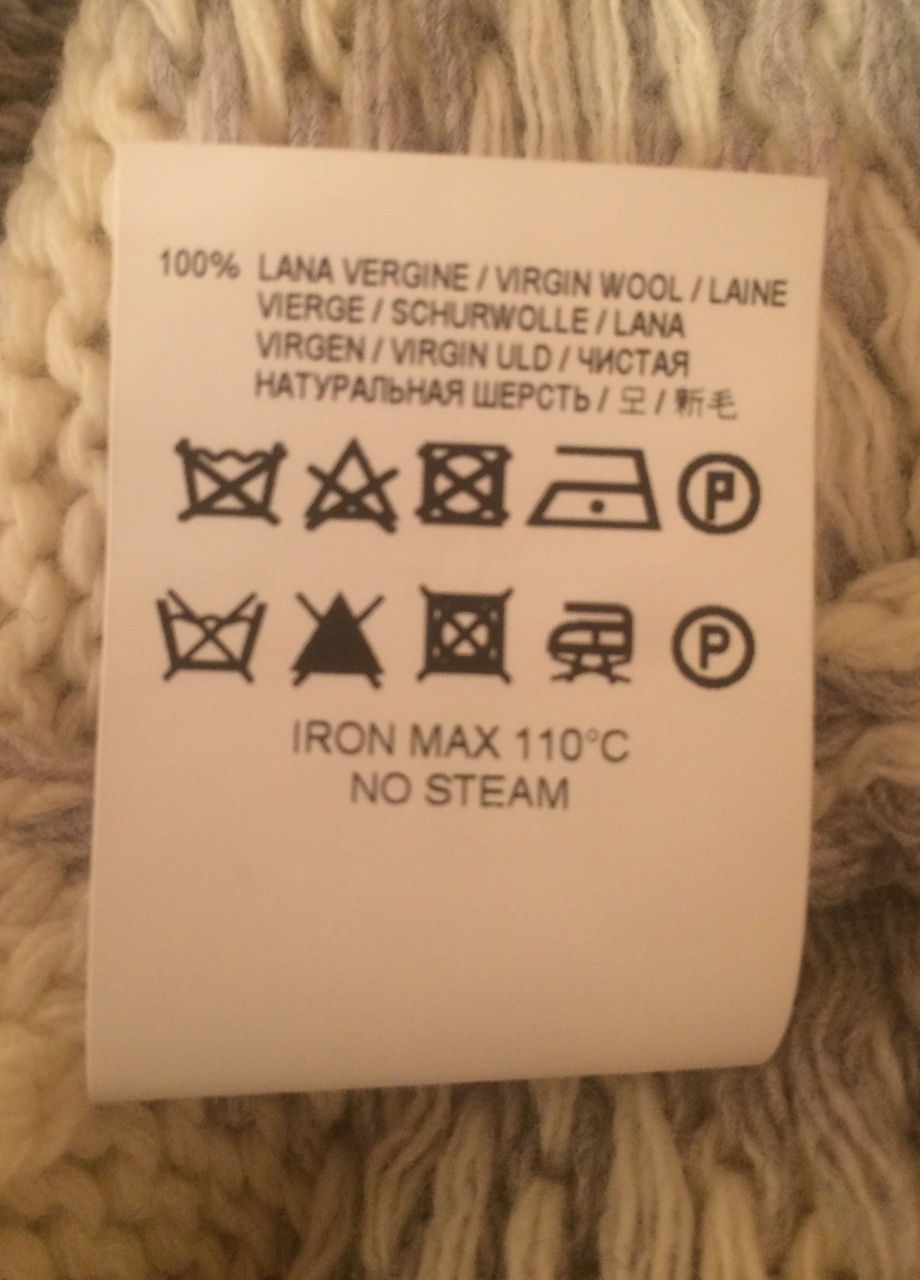 100% LANA VERGINE / VIRGIN WOOL / LAINE
VIERGE / SCHURWOLLE / LANA
VIRGEN / VIRGIN ULD / ЧИСТАЯ
НАТУРАЛЬНАЯ ШЕРСТЬ / 모 / 新毛
P
P
IRON MAX 110°C
NO STEAM